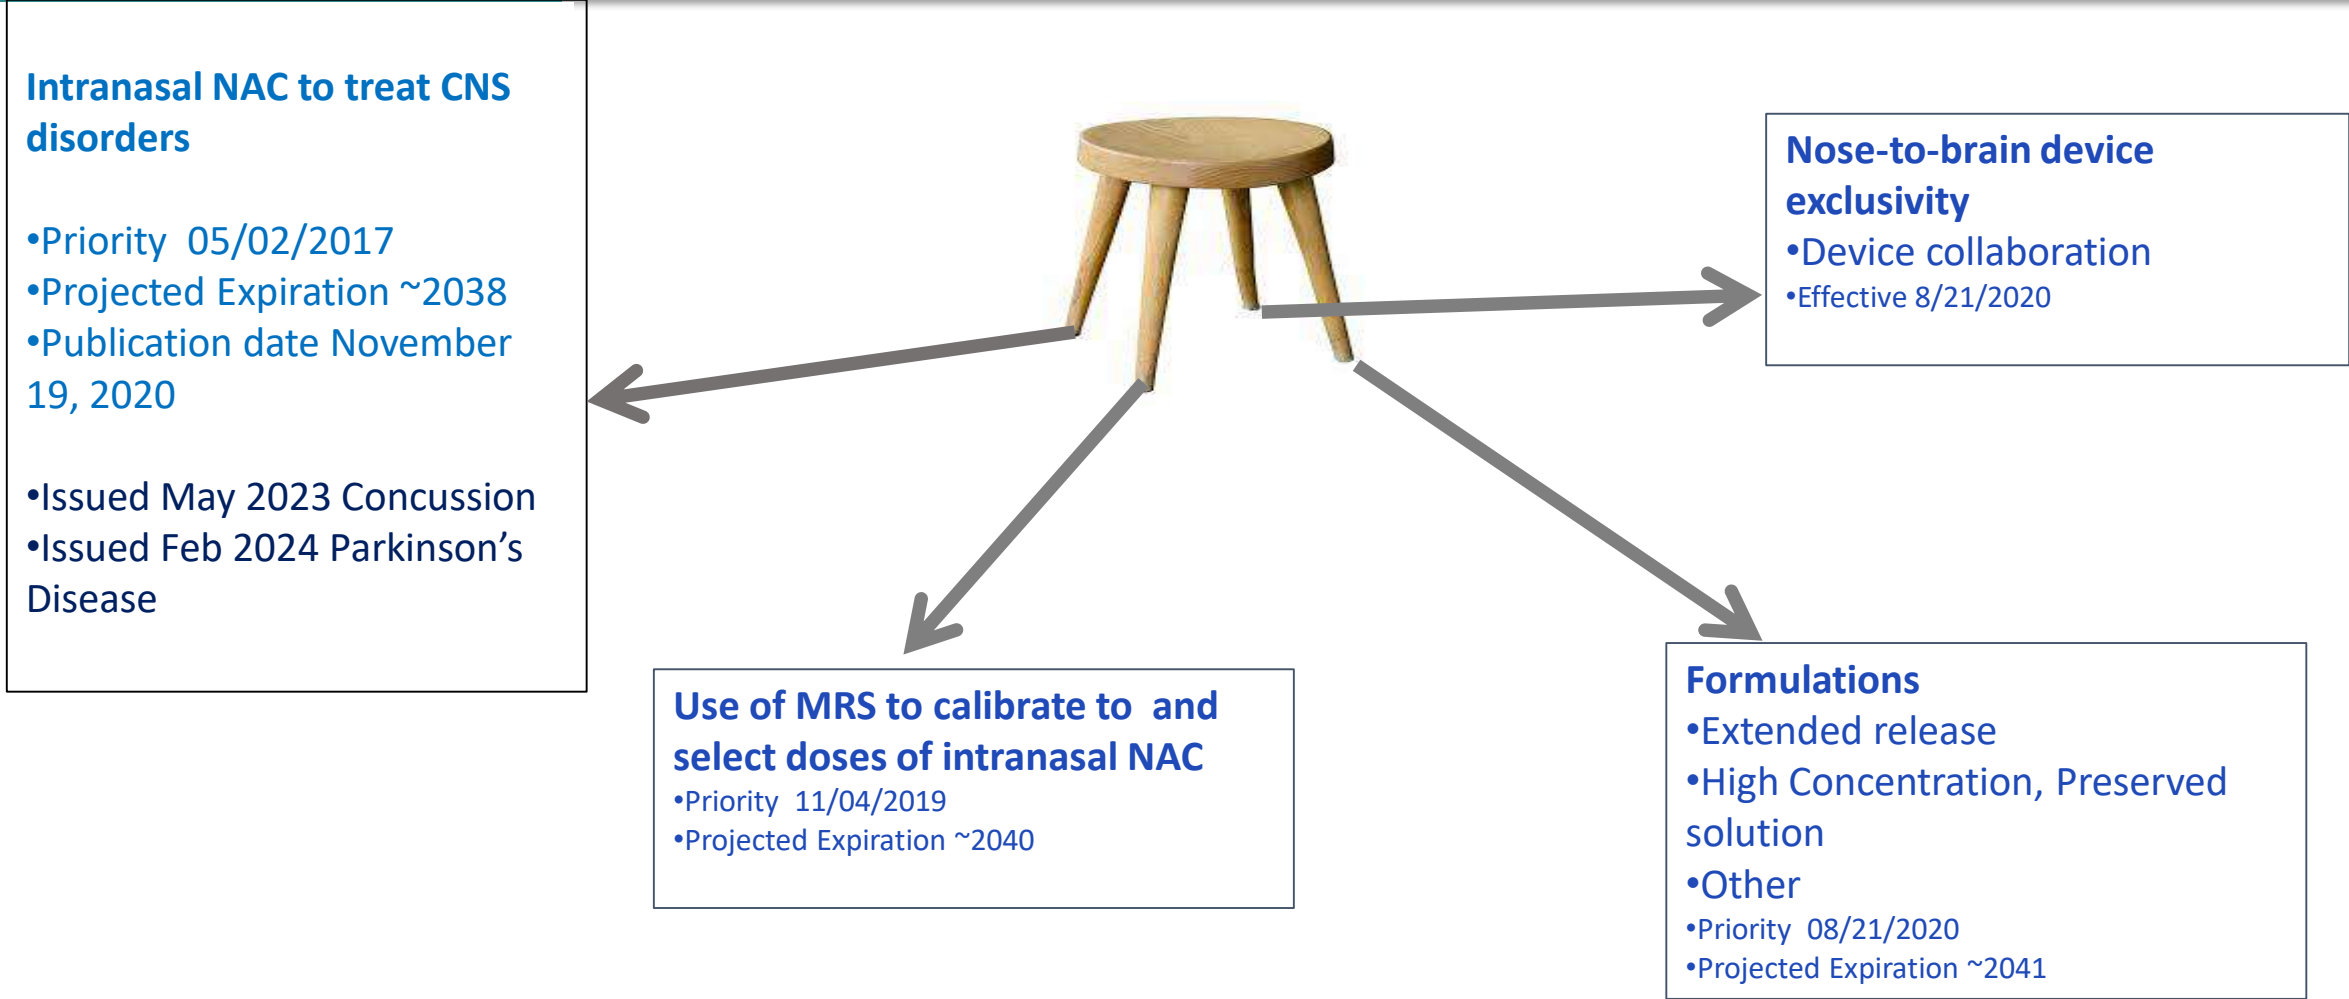 Intranasal NAC to treat CNS
disorders
•Priority 05/02/2017
•Projected Expiration ~2038
•Publication date November
19, 2020
•Issued May 2023 Concussion
•Issued Feb 2024 Parkinson’s
Disease
Use of MRS to calibrate to and
select doses of intranasal NAC
•Priority 11/04/2019
•Projected Expiration ~2040
Nose-to-brain device
exclusivity
•Device collaboration
•Effective 8/21/2020
Formulations
•Extended release
•High Concentration, Preserved
solution
•Other
•Priority 08/21/2020
•Projected Expiration ~2041